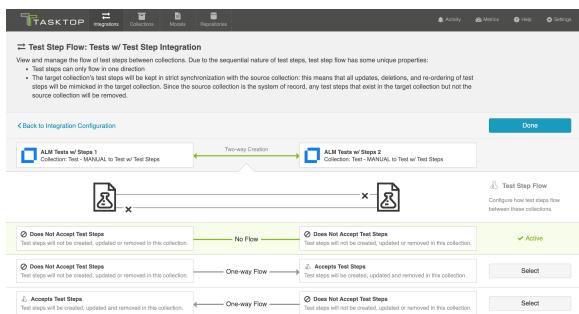 TASKTOP
Integrations
Collections
Models
Repositories
Activity
Metrics
Help
Settings
Test Step Flow: Tests w/ Test Step Integration
View and manage the flow of test steps between collections. Due to the sequential nature of test steps, test step flow has some unique properties:
• Test steps can only flow in one direction
• The target collection's test steps will be kept in strict synchronization with the source collection: this means that all updates, deletions, and re-ordering of test
steps will be mimicked in the target collection. Since the source collection is the system of record, any test steps that exist in the target collection but not the
source collection will be removed.
Back to Integration Configuration
Done
ALM Tests w/ Steps 1
Collection: Test - MANUAL to Test w/ Test Steps
Two-way Creation
ALM Tests w/ Steps 2
Collection: Test - MANUAL to Test w/ Test Steps
Test Step Flow
Configure how test steps flow
between these collections.
Does Not Accept Test Steps
Test steps will not be created, updated or removed in this collection.
No Flow
Does Not Accept Test Steps
Test steps will not be created, updated or removed in this collection.
Active
Does Not Accept Test Steps
Test steps will not be created, updated or removed in this collection.
One-way Flow
Accepts Test Steps
Test steps will be created, updated and removed in this collection.
Select
Accepts Test Steps
Test steps will be created, updated and removed in this collection.
One-way Flow
Does Not Accept Test Steps
Test steps will not be created, updated or removed in this collection.
Select